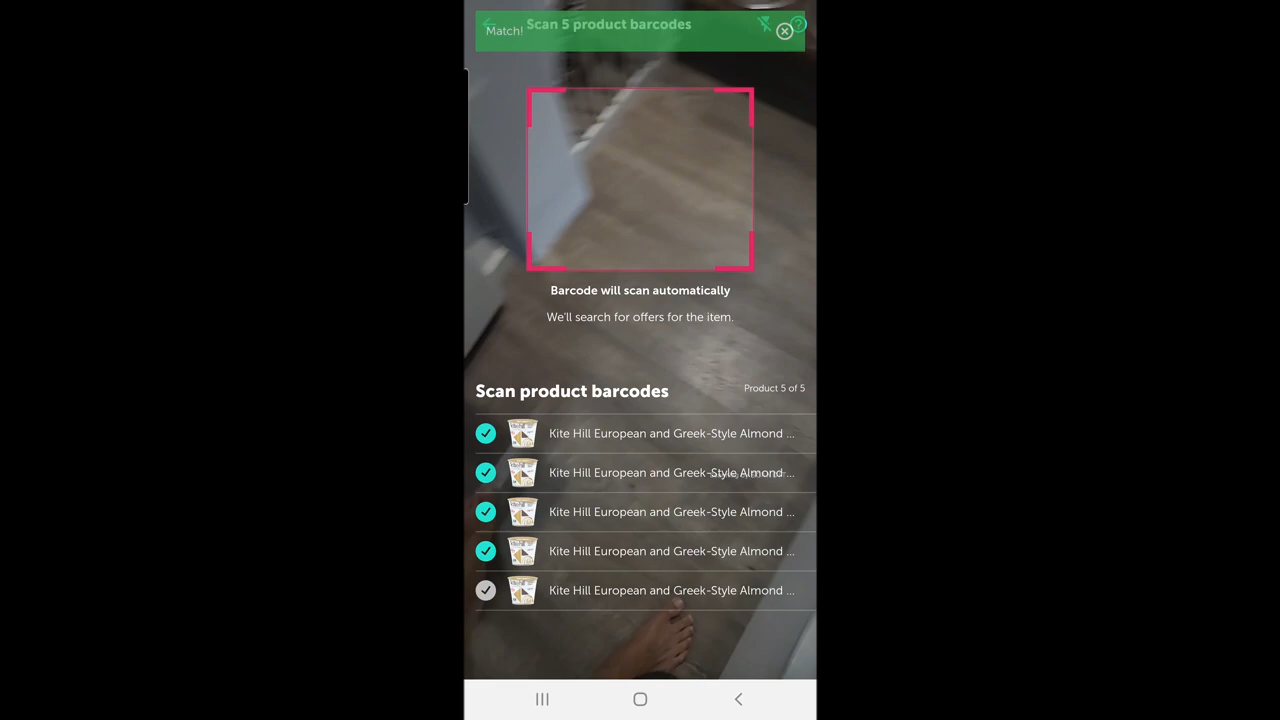 Scan 5 product barcodes
Match!
Barcode will scan automatically
We'll search for offers for the item.
Scan product barcodes
Product 5 of 5
Kite Hill European and Greek-Style Almond ...
Kite Hill European and Greek-Style Almond ...
Kite Hill European and Greek-Style Almond ...
Kite Hill European and Greek-Style Almond ...
Kite Hill European and Greek-Style Almond ...